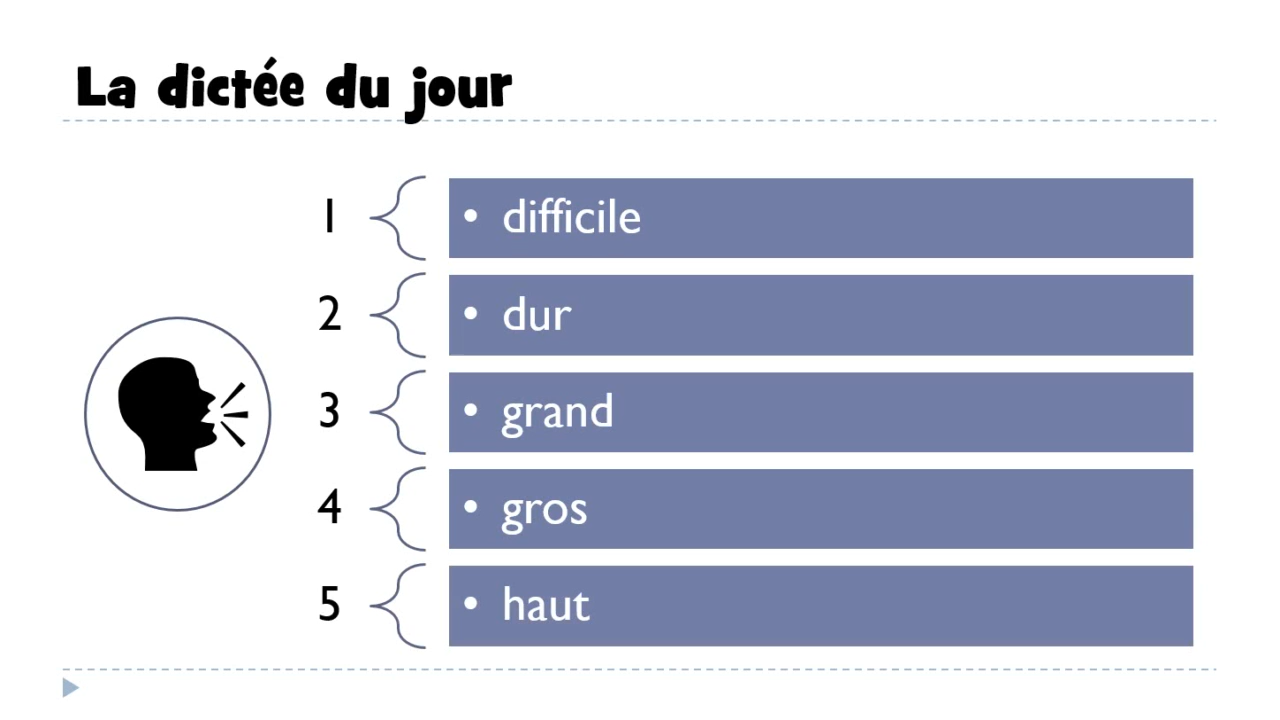 La dictée du jour
1 • difficile
2 • dur
3 • grand
4 • gros
5 • haut